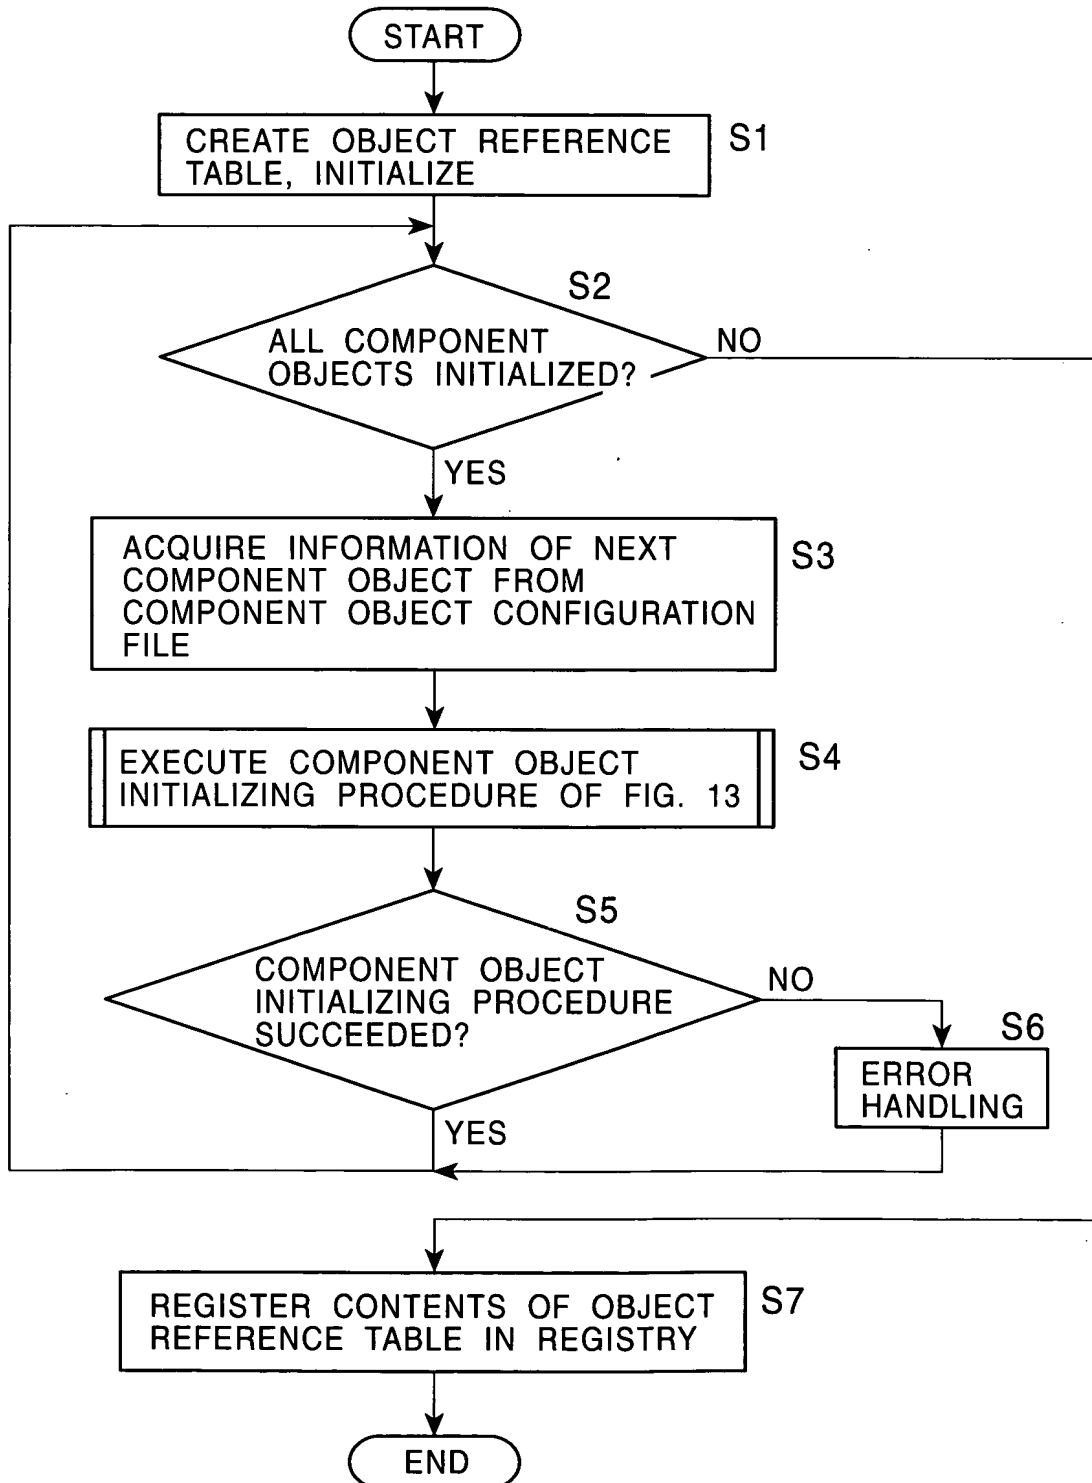 START
CREATE OBJECT REFERENCE
TABLE, INITIALIZE
S1
S2
ALL COMPONENT
OBJECTS INITIALIZED?
NO
YES
ACQUIRE INFORMATION OF NEXT
COMPONENT OBJECT FROM
COMPONENT OBJECT CONFIGURATION
FILE
S3
EXECUTE COMPONENT OBJECT
INITIALIZING PROCEDURE OF FIG. 13
S4
S5
COMPONENT OBJECT
INITIALIZING PROCEDURE
SUCCEEDED?
NO
S6
ERROR
HANDLING
YES
REGISTER CONTENTS OF OBJECT
REFERENCE TABLE IN REGISTRY
S7
END